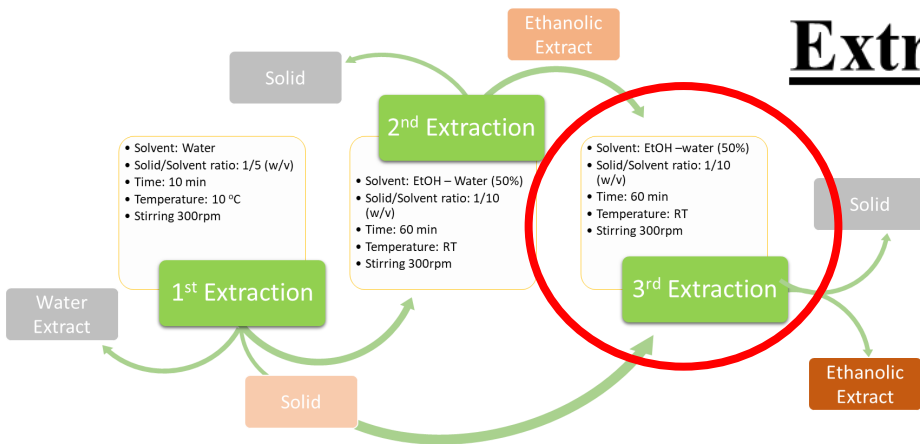 Ethanolic
Extract
Extr
Solid
2nd Extraction
• Solvent: Water
• Solid/Solvent ratio: 1/5 (w/v)
• Time: 10 min
• Temperature: 10 °C
• Stirring 300rpm
• Solvent: EtOH – Water (50%)
• Solid/Solvent ratio: 1/10
(w/v)
• Time: 60 min
• Temperature: RT
• Stirring 300rpm
• Solvent: EtOH –water (50%)
• Solid/Solvent ratio: 1/10
(w/v)
• Time: 60 min
• Temperature: RT
• Stirring 300rpm
Solid
1st Extraction
3rd Extraction
Water
Extract
Solid
Ethanolic
Extract